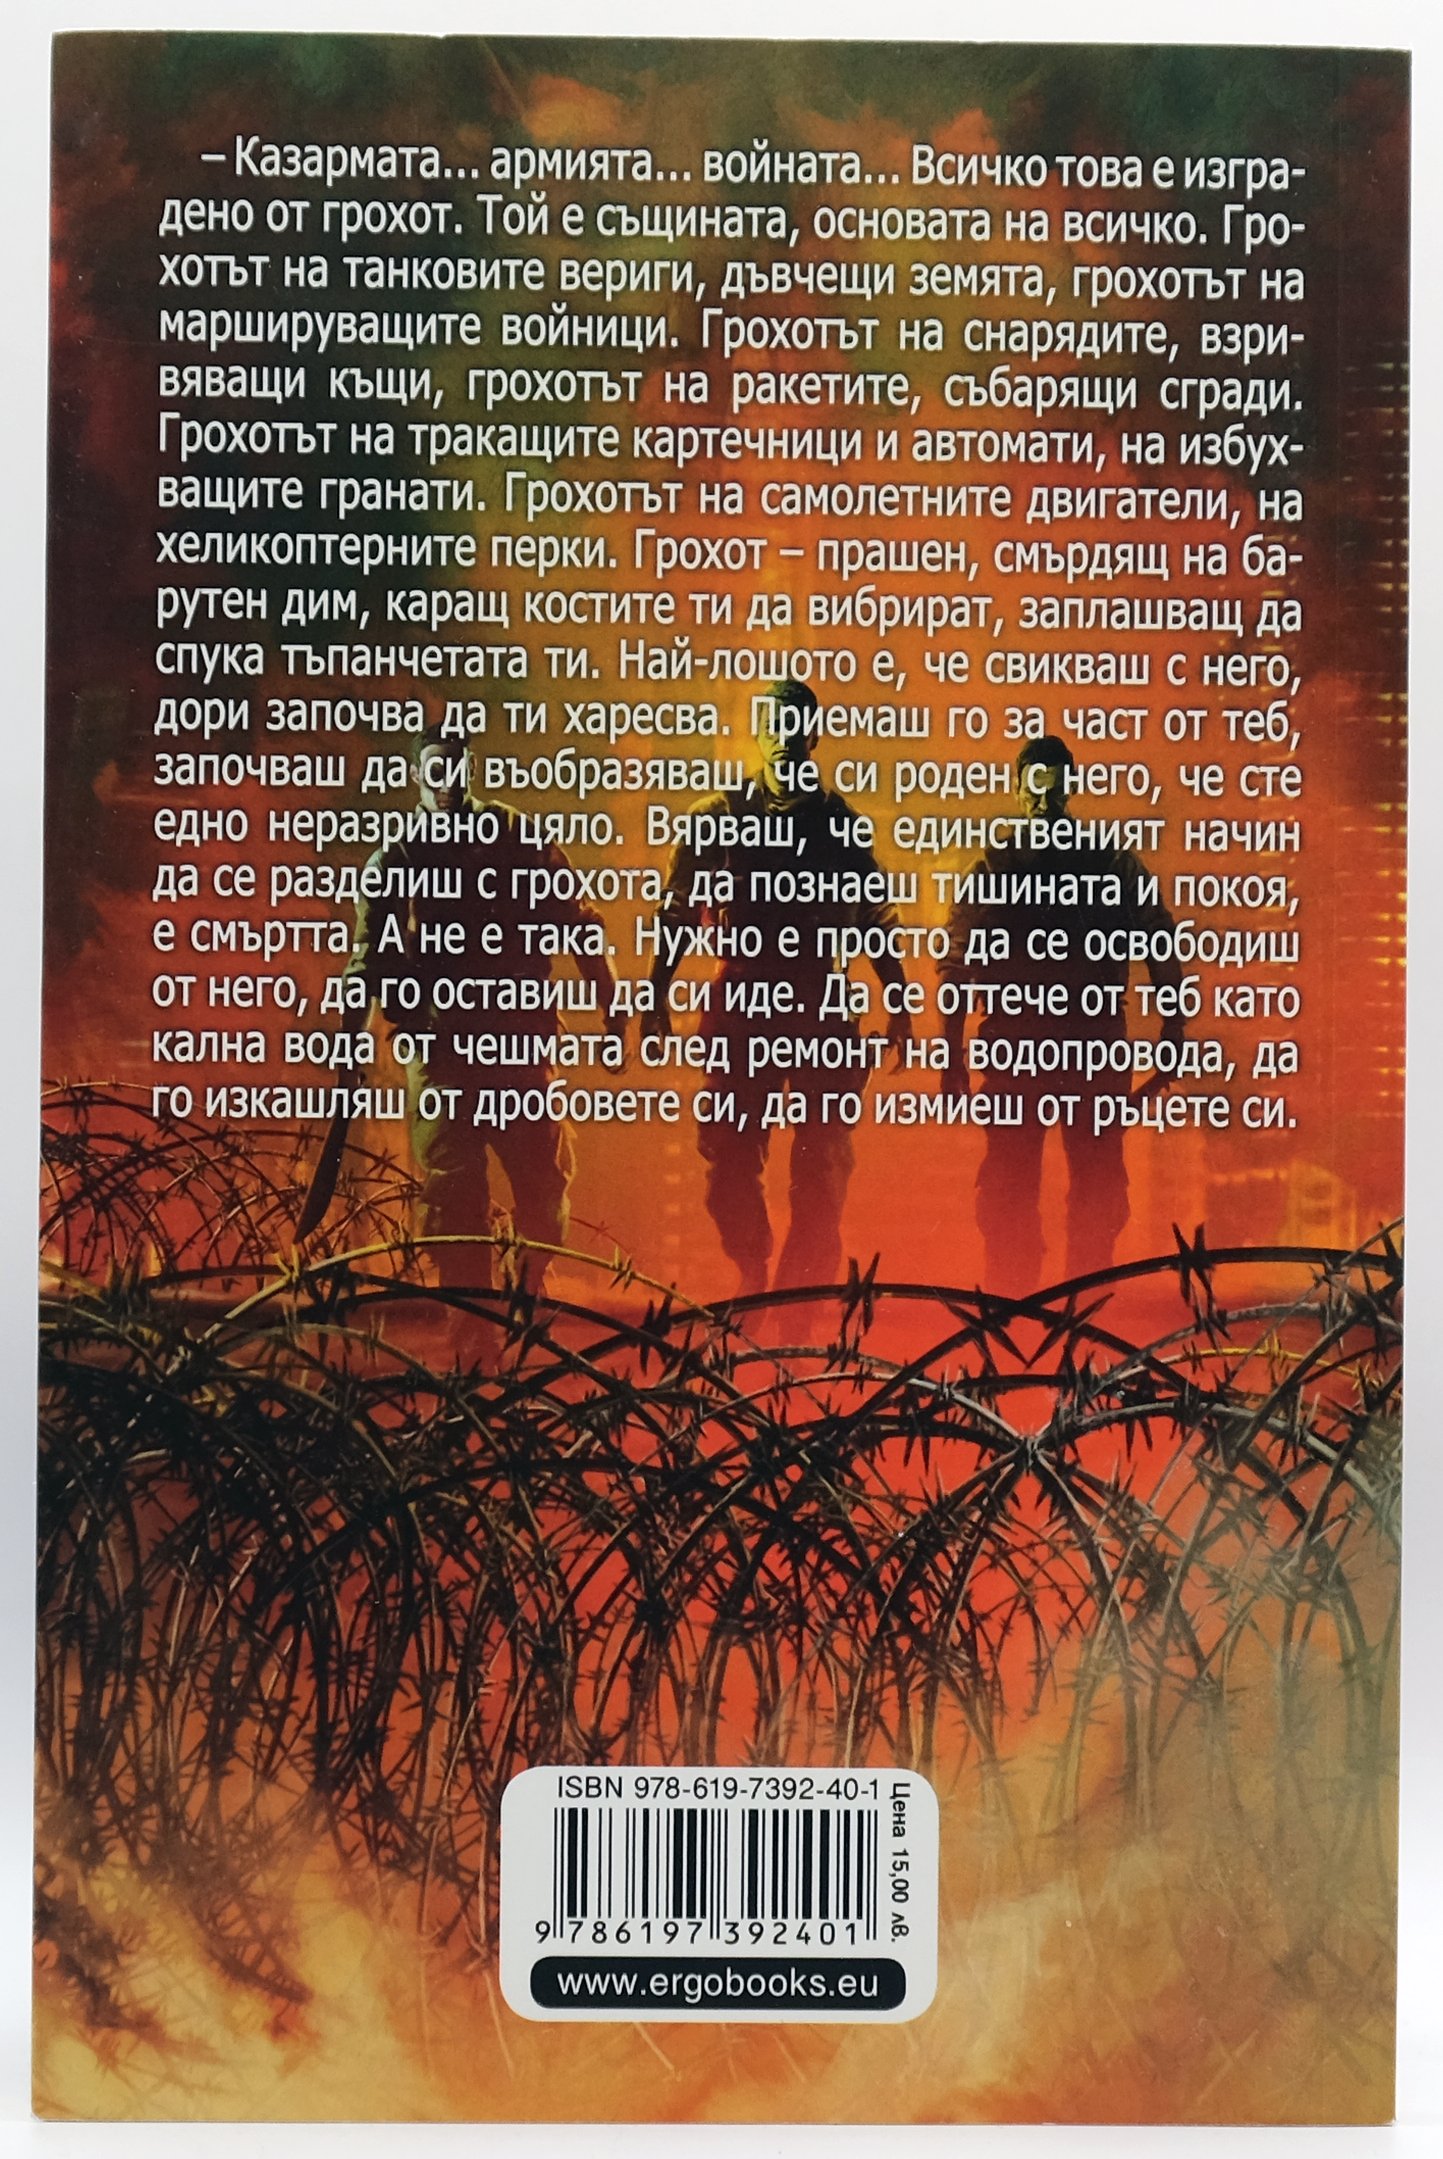 – Казармата... армията... войната... Всичко това е изгра-
дено от грохот. Той е същината, основата на всичко. Гро-
хотът на танковите вериги, дъвчещи земята, грохотът на
маршируващите войници. Грохотът на снарядите, взри-
вяващи къщи, грохотът на ракетите, събарящи сгради.
Грохотът на тракащите картечници и автомати, на избух-
ващите гранати. Грохотът на самолетните двигатели, на
хеликоптерните перки. Грохот – прашен, смърдящ на ба-
рутен дим, каращ костите ти да вибрират, заплашващ да
спука тъпанчетата ти. Най-лошото е, че свикваш с него,
дори започва да ти харесва. Приемаш го за част от теб,
започваш да си въобразяваш, че си роден с него, че сте
едно неразривно цяло. Вярваш, че единственият начин
да се разделиш с грохота, да познаеш тишината и покоя,
е смъртта. А не е така. Нужно е просто да се освободиш
от него, да го оставиш да си иде. Да се оттече от теб като
кална вода от чешмата след ремонт на водопровода, да
го изкашляш от дробовете си, да го измиеш от ръцете си.
ISBN 978-619-7392-40-1
Цена 15,00 лв.
9 786197 392401
www.ergobooks.eu